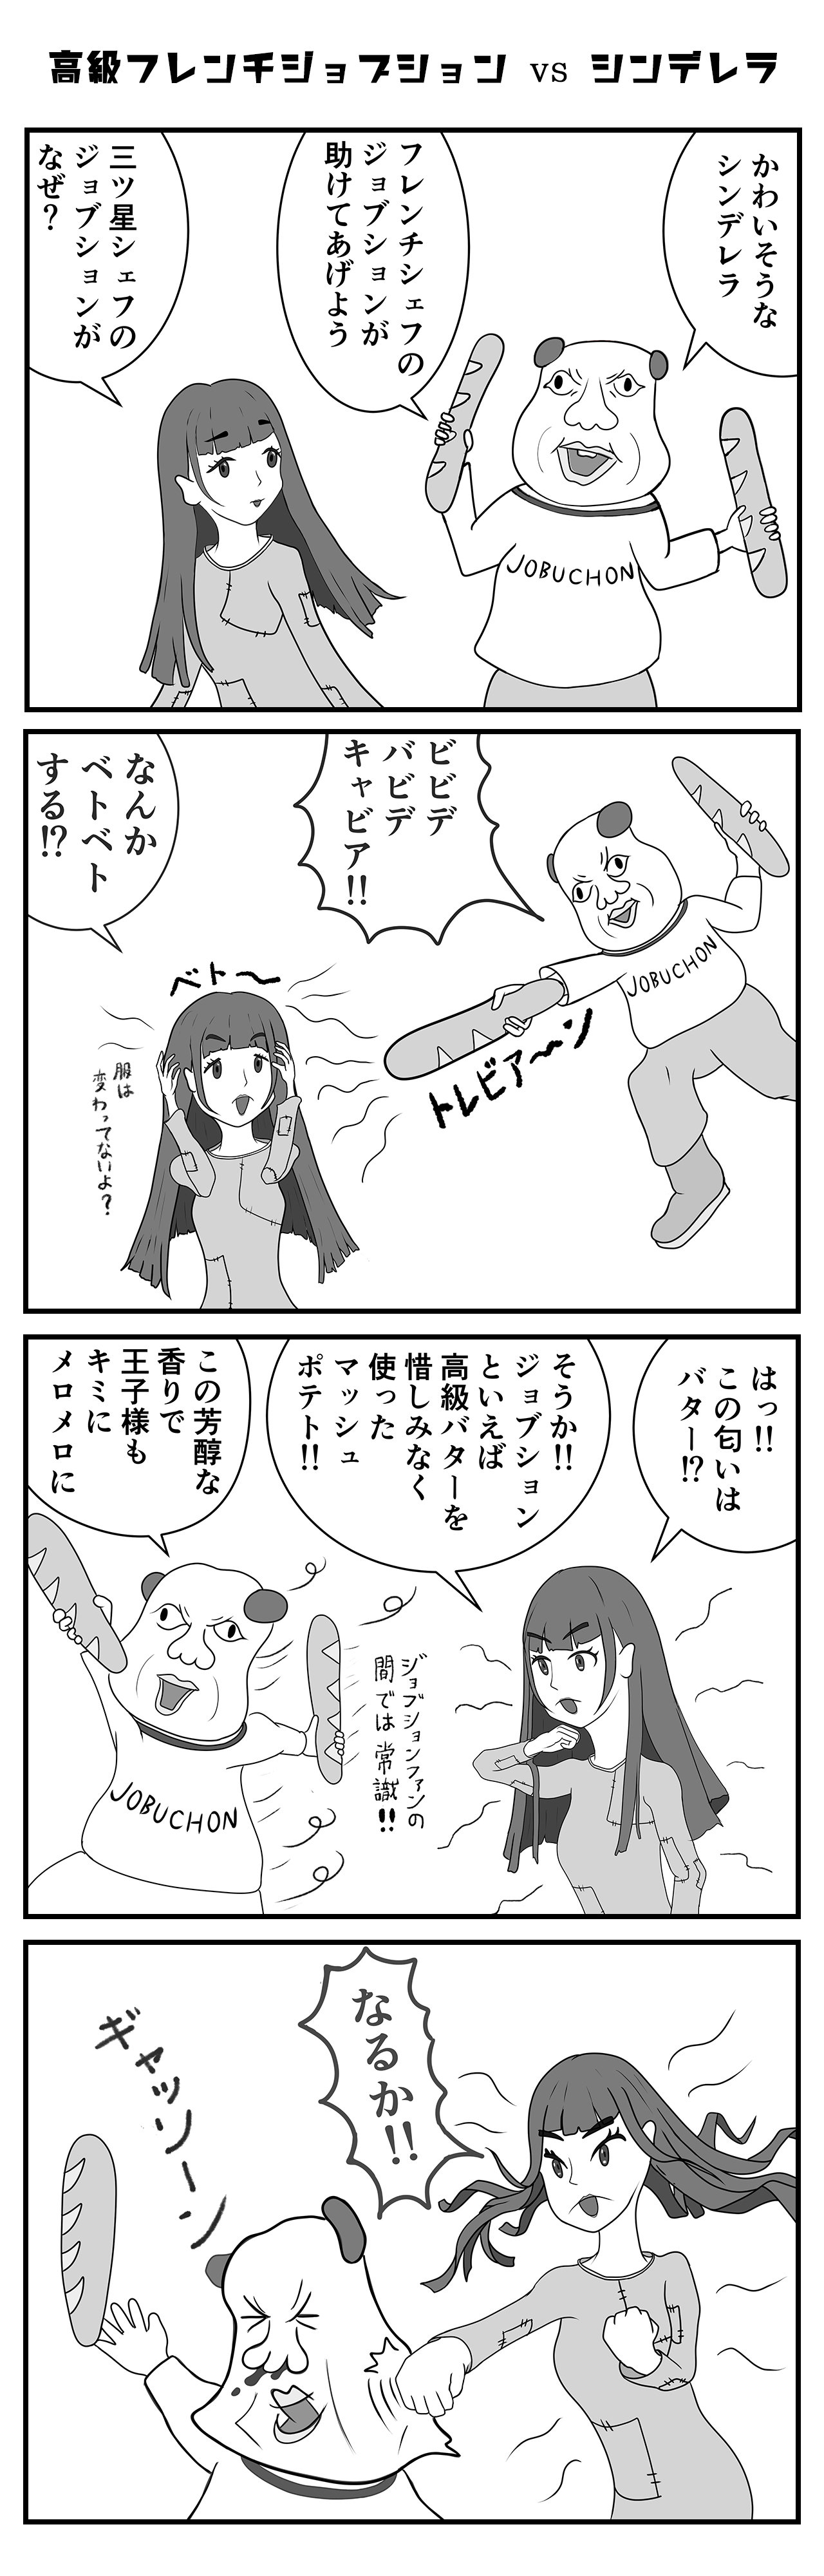 高級フレンチジョブション vs シンデレラ
かわいそうな
シンデレラ
フレンチシェフの
ジョブションが
助けてあげよう
三ツ星シェフの
ジョブションが
なぜ?
JOBUCHON
ビビデ
バビデ
キャビア!!
なんか
ベトベト
する!?
JOBUCHON
トレビア〜〜ン
ベト〜
服は
変わってないよ?
はっ!!
この匂いは
バター!?
そうか!!
ジョブション
といえば
高級バターを
惜しみなく
使った
マッシュ
ポテト!!
この芳醇な
香りで
王子様も
キミに
メロメロに
ジョブションファンの
間では常識!!
JOBUCHON
なるか!!
ギャッソーン